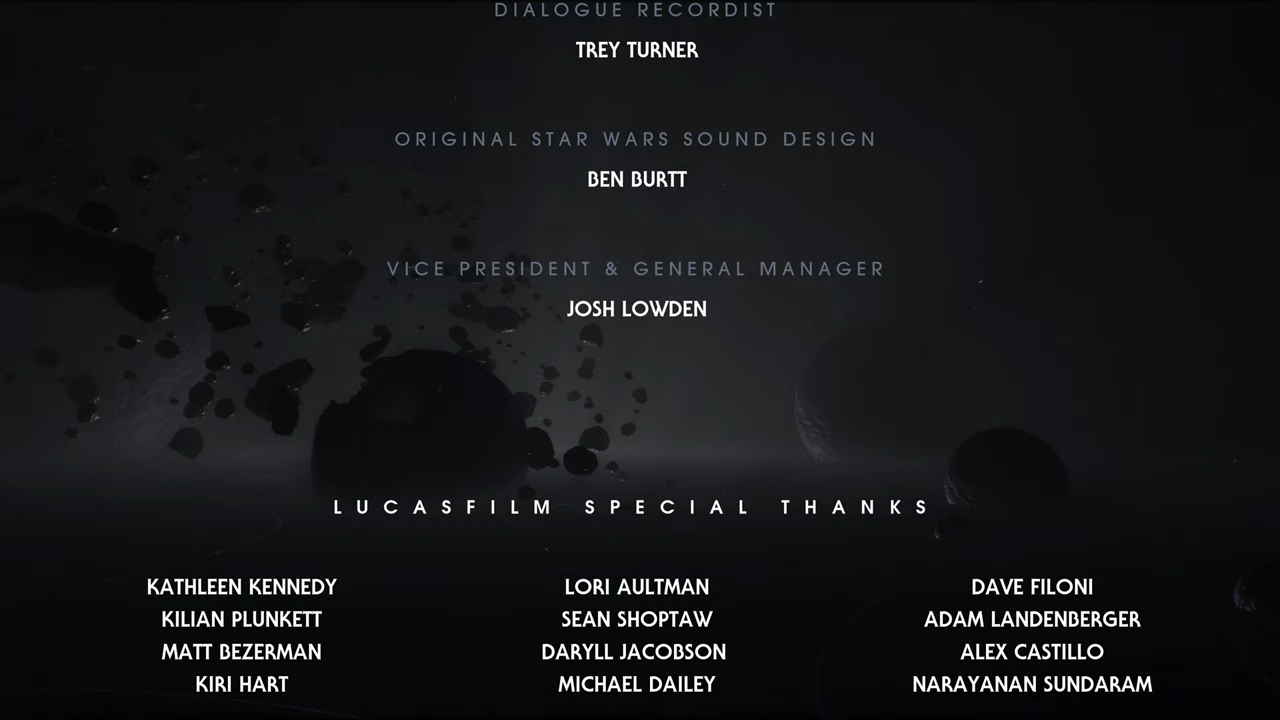 DIALOGUE RECORDIST
TREY TURNER
ORIGINAL STAR WARS SOUND DESIGN
BEN BURTT
VICE PRESIDENT & GENERAL MANAGER
JOSH LOWDEN
LUCASFILM SPECIAL THANKS
KATHLEEN KENNEDY LORI AULTMAN DAVE FILONI
KILIAN PLUNKETT SEAN SHOPTAW ADAM LANDENBERGER
MATT BEZERMAN DARYLL JACOBSON ALEX CASTILLO
KIRI HART MICHAEL DAILEY NARAYANAN SUNDARAM